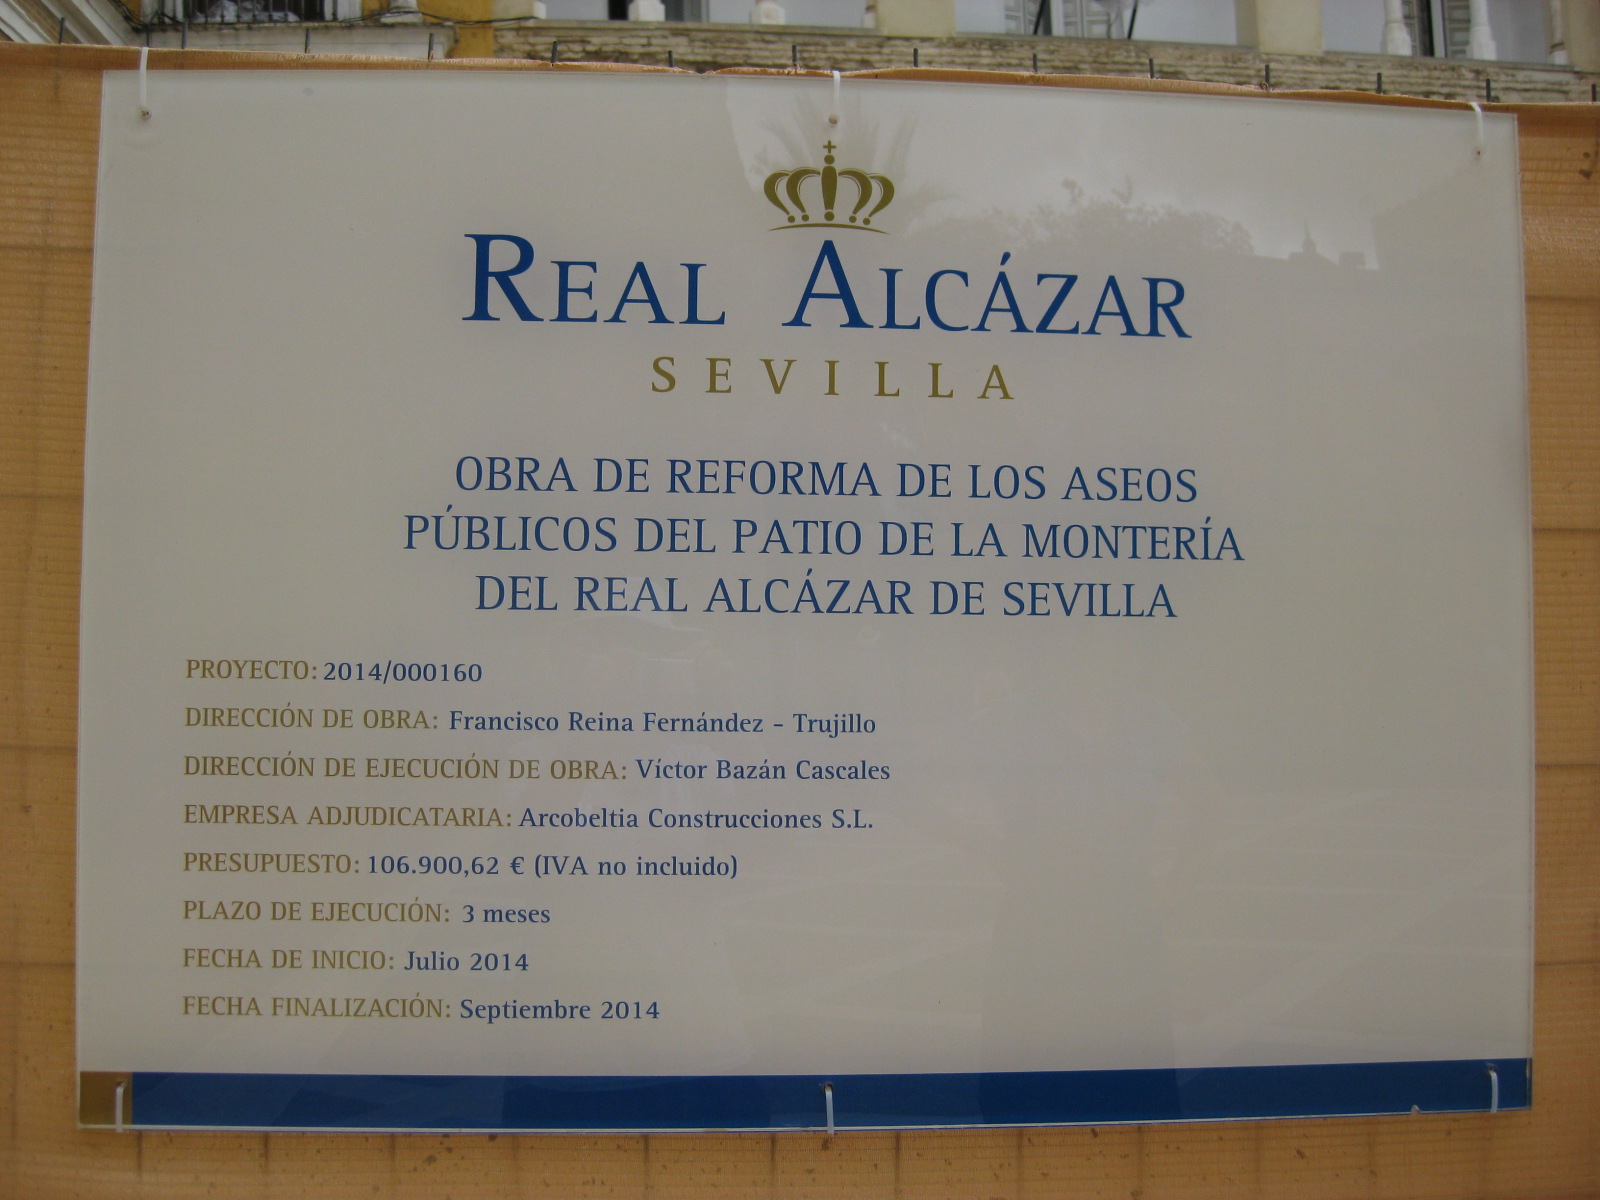 REAL ALCÁZAR
SEVILLA
OBRA DE REFORMA DE LOS ASEOS
PÚBLICOS DEL PATIO DE LA MONTERÍA
DEL REAL ALCÁZAR DE SEVILLA
PROYECTO: 2014/000160
DIRECCIÓN DE OBRA: Francisco Reina Fernández - Trujillo
DIRECCIÓN DE EJECUCIÓN DE OBRA: Víctor Bazán Cascales
EMPRESA ADJUDICATARIA: Arcobeltia Construcciones S.L.
PRESUPUESTO: 106.900,62 € (IVA no incluido)
PLAZO DE EJECUCIÓN: 3 meses
FECHA DE INICIO: Julio 2014
FECHA FINALIZACIÓN: Septiembre 2014